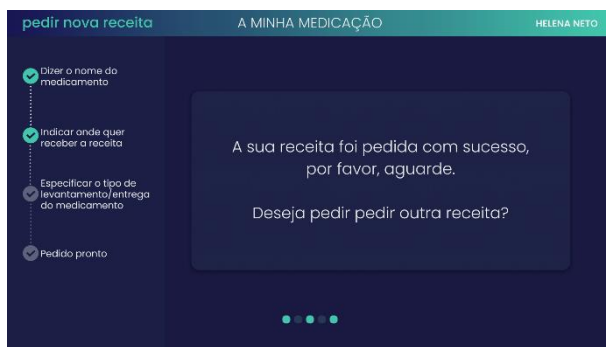 pedir nova receita
A MINHA MEDICAÇÃO
HELENA NETO
Dizer o nome do
medicamento
Indicar onde quer
receber a receita
Especificar o tipo de
levantamento/entrega
do medicamento
Pedido pronto
A sua receita foi pedida com sucesso,
por favor, aguarde.
Deseja pedir pedir outra receita?